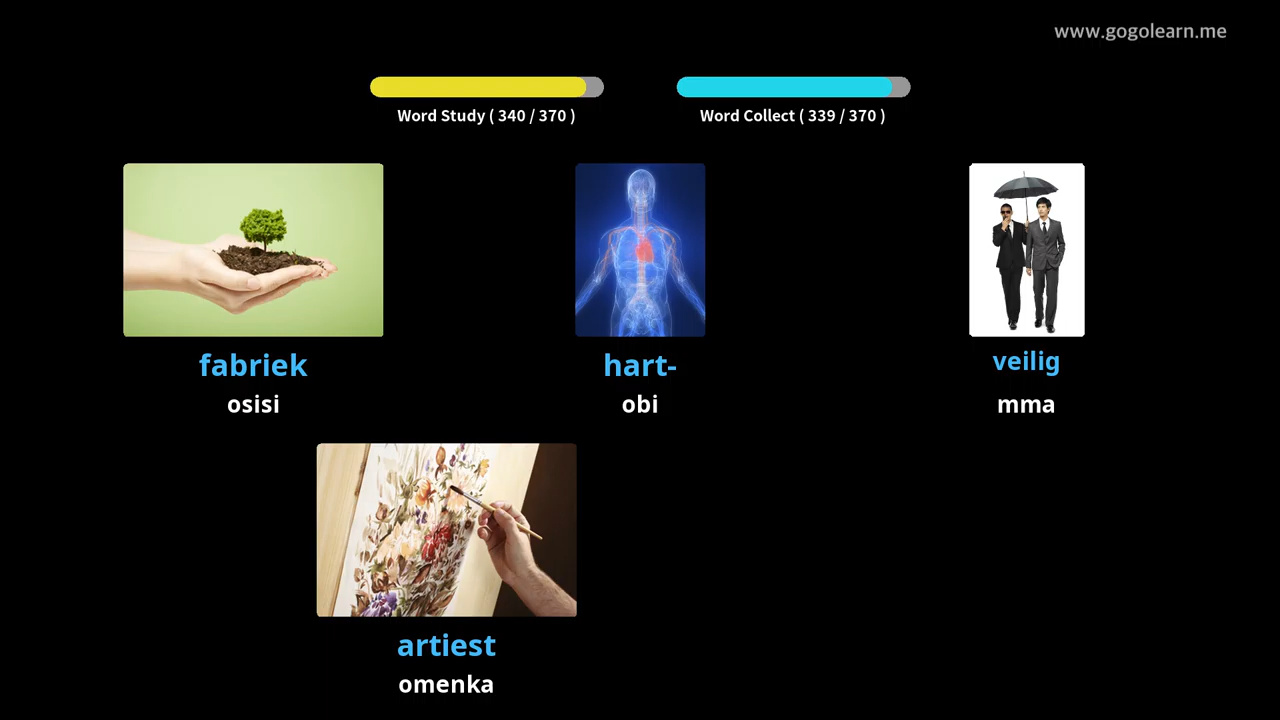 www.gogolearn.me
Word Study ( 340 / 370 )
Word Collect ( 339 / 370 )
fabriek
osisi
hart-
obi
veilig
mma
artiest
omenka